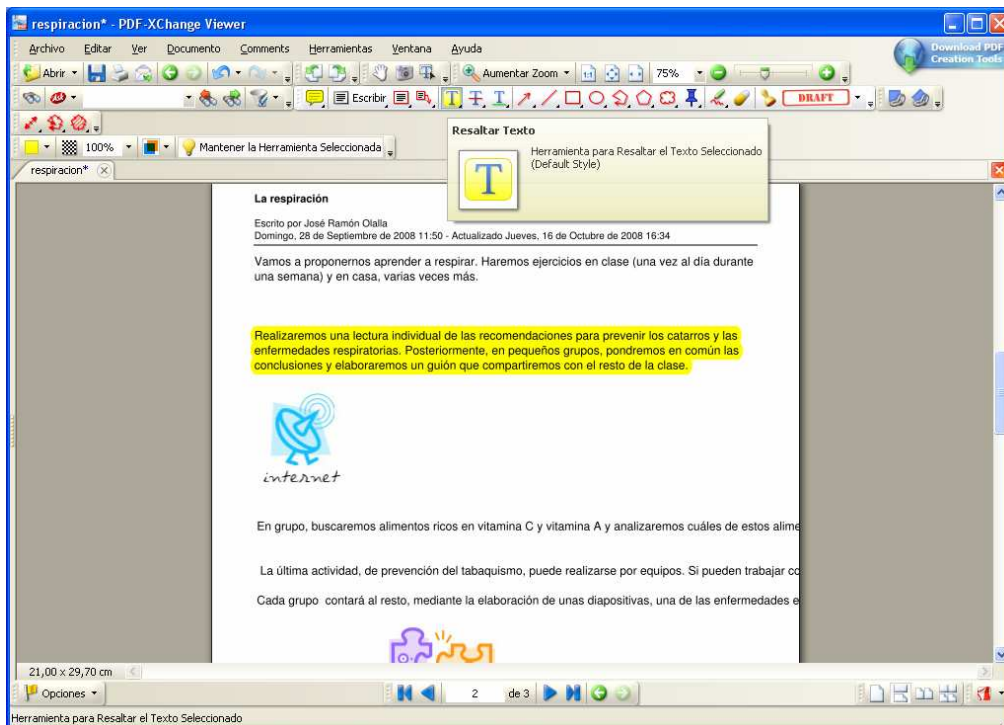 respiracion* - PDF-XChange Viewer
Archivo Editar Ver Documento Comments Herramientas Ventana Ayuda
Download PDF
Creation Tools
Abrir Aumentar Zoom 75%
Escribir T T T DRAFT
100% Mantener la Herramienta Seleccionada
Resaltar Texto
T
Herramienta para Resaltar el Texto Seleccionado
(Default Style)
respiracion*
La respiración
Escrito por José Ramón Olalla
Domingo, 28 de Septiembre de 2008 11:50 - Actualizado Jueves, 16 de Octubre de 2008 16:34
Vamos a proponernos aprender a respirar. Haremos ejercicios en clase (una vez al día durante
una semana) y en casa, varias veces más.
Realizaremos una lectura individual de las recomendaciones para prevenir los catarros y las
enfermedades respiratorias. Posteriormente, en pequeños grupos, pondremos en común las
conclusiones y elaboraremos un guión que compartiremos con el resto de la clase.
internet
En grupo, buscaremos alimentos ricos en vitamina C y vitamina A y analizaremos cuáles de estos alime
La última actividad, de prevención del tabaquismo, puede realizarse por equipos. Si pueden trabajar co
Cada grupo contará al resto, mediante la elaboración de unas diapositivas, una de las enfermedades e
21,00 x 29,70 cm
Opciones 2 de 3
Herramienta para Resaltar el Texto Seleccionado